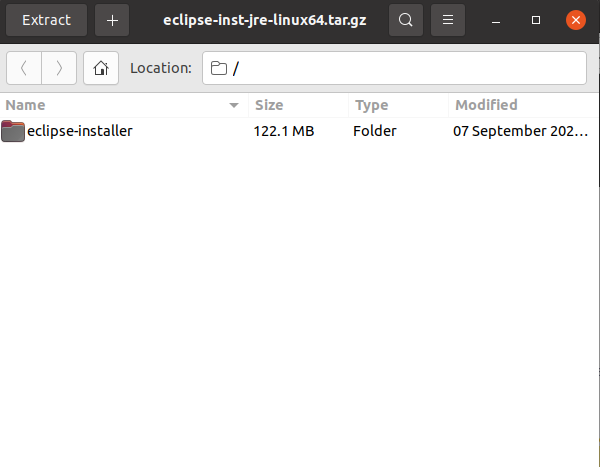 Extract eclipse-inst-jre-linux64.tar.gz
Location: /
Name Size Type Modified
eclipse-installer 122.1 MB Folder 07 September 202…